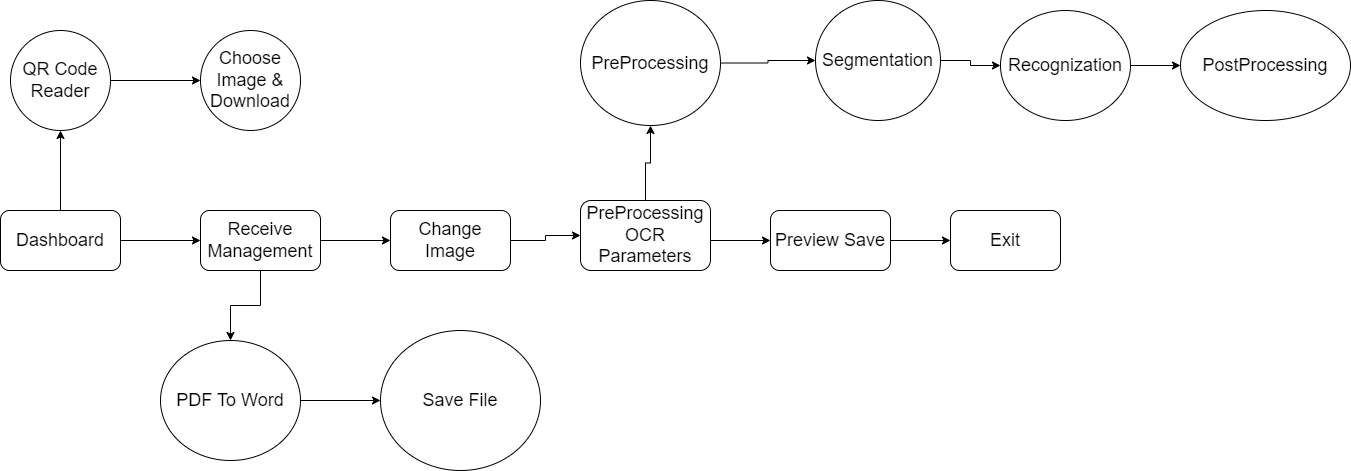 QR Code
Reader
Choose
Image &
Download
PreProcessing
Segmentation
Recognization
PostProcessing
Dashboard
Receive
Management
Change
Image
PreProcessing
OCR
Parameters
Preview Save
Exit
PDF To Word
Save File